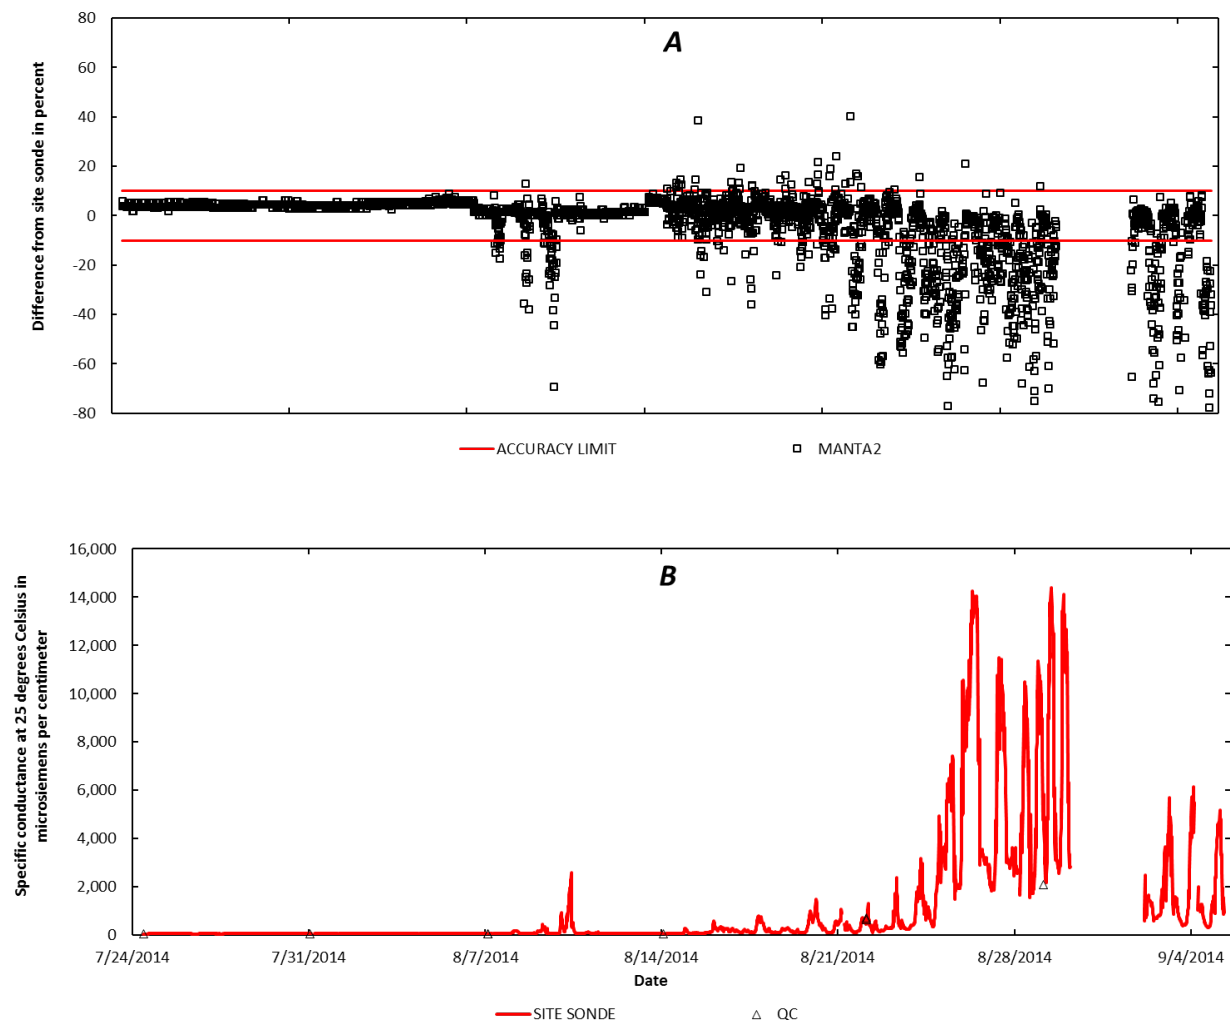 A
80
60
40
20
0
-20
-40
-60
-80
Difference from site sonde in percent
ACCURACY LIMIT
MANTA2
B
16,000
14,000
12,000
10,000
8,000
6,000
4,000
2,000
0
Specific conductance at 25 degrees Celsius in
microsiemens per centimeter
7/24/2014 7/31/2014 8/7/2014 8/14/2014 8/21/2014 8/28/2014 9/4/2014
Date
SITE SONDE
QC